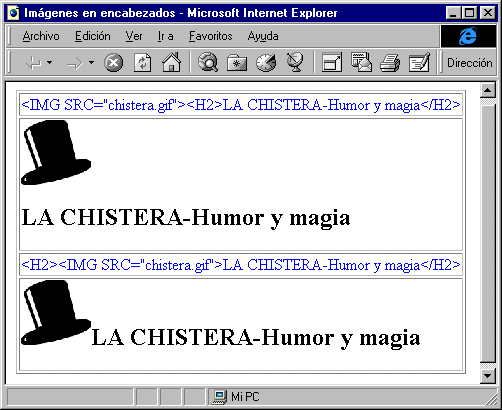 Imágenes en encabezados - Microsoft Internet Explorer
Archivo Edición Ver Ir a Favoritos Ayuda
Dirección
<IMG SRC="chistera.gif"><H2>LA CHISTERA-Humor y magia</H2>
LA CHISTERA-Humor y magia
<H2><IMG SRC="chistera.gif">LA CHISTERA-Humor y magia</H2>
LA CHISTERA-Humor y magia
Mi PC